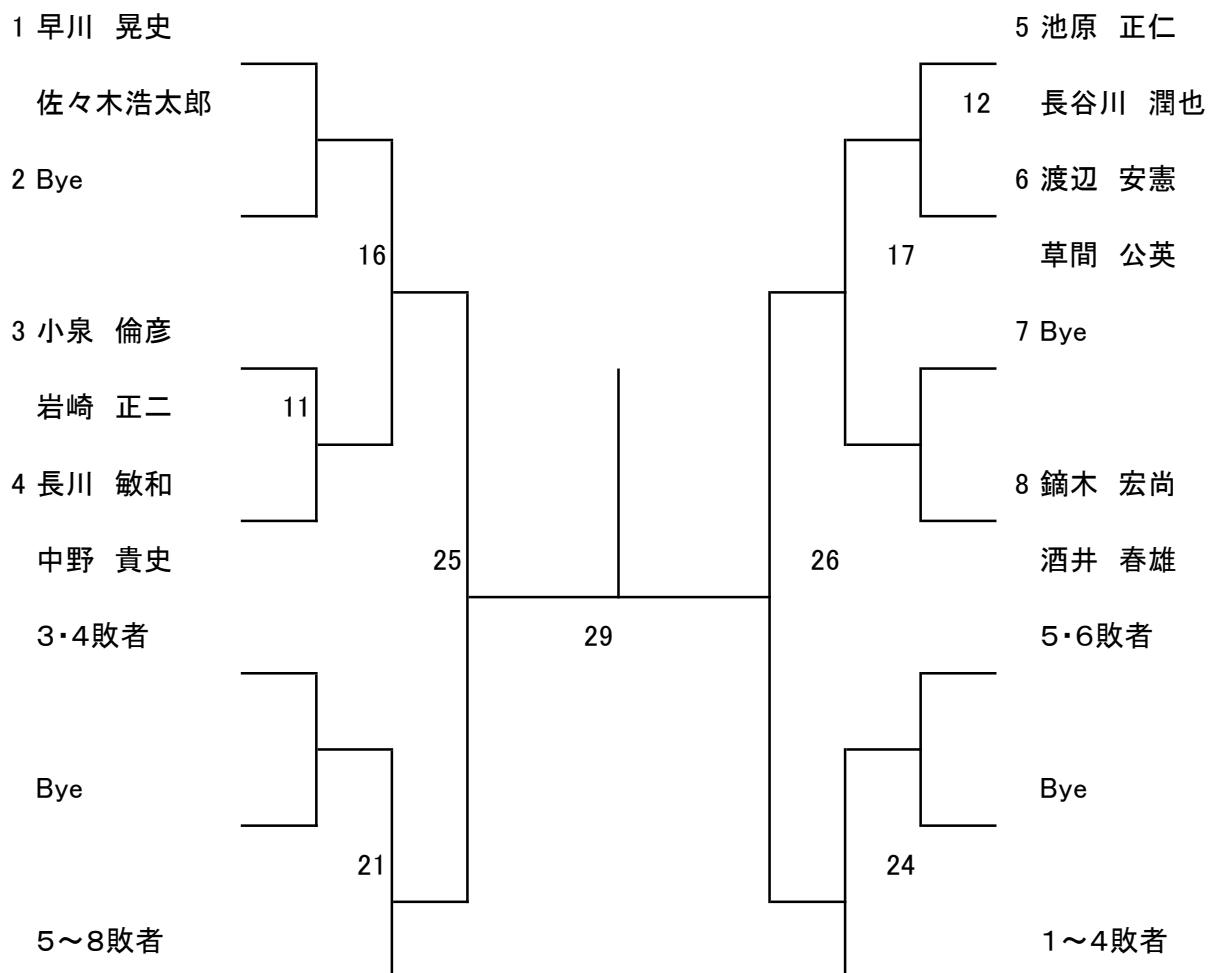 1 早川　晃史
佐々木浩太郎
2 Bye
16
3 小泉　倫彦
岩崎　正二
11
4 長川　敏和
中野　貴史
25
3・4敗者
Bye
21
5～8敗者
29
5 池原　正仁
12
長谷川　潤也
6 渡辺　安憲
17
草間　公英
7 Bye
8 鏑木　宏尚
26
酒井　春雄
5・6敗者
Bye
24
1～4敗者